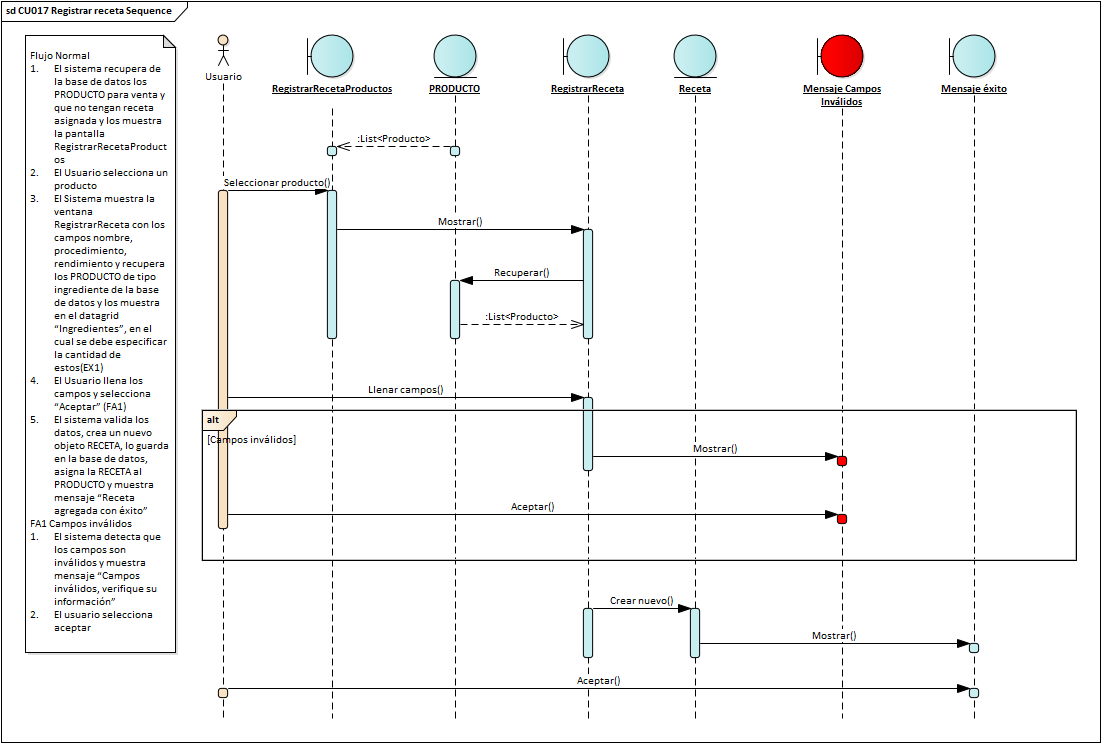 sd CU017 Registrar receta Sequence
Flujo Normal
1. El sistema recupera de
la base de datos los
PRODUCTO para venta y
que no tengan receta
asignada y los muestra
la pantalla
RegistrarRecetaProduct
os
2. El Usuario selecciona un
producto
3. El Sistema muestra la
ventana
RegistrarReceta con los
campos nombre,
procedimiento,
rendimiento y recupera
los PRODUCTO de tipo
ingrediente de la base
de datos y los muestra
en el datagrid
“Ingredientes”, en el
cual se debe especificar
la cantidad de
estos(EX1)
4. El Usuario llena los
campos y selecciona
“Aceptar” (FA1)
5. El sistema valida los
datos, crea un nuevo
objeto RECETA, lo guarda
en la base de datos,
asigna la RECETA al
PRODUCTO y muestra
mensaje “Receta
agregada con éxito”
FA1 Campos inválidos
1. El sistema detecta que
los campos son
inválidos y muestra
mensaje “Campos
inválidos, verifique su
información”
2. El usuario selecciona
aceptar
Usuario
RegistrarRecetaProductos
PRODUCTO
RegistrarReceta
Receta
Mensaje Campos
Inválidos
Mensaje éxito
:List<Producto>
Seleccionar producto()
Mostrar()
Recuperar()
:List<Producto>
Llenar campos()
alt
[Campos inválidos]
Mostrar()
Aceptar()
Crear nuevo()
Mostrar()
Aceptar()